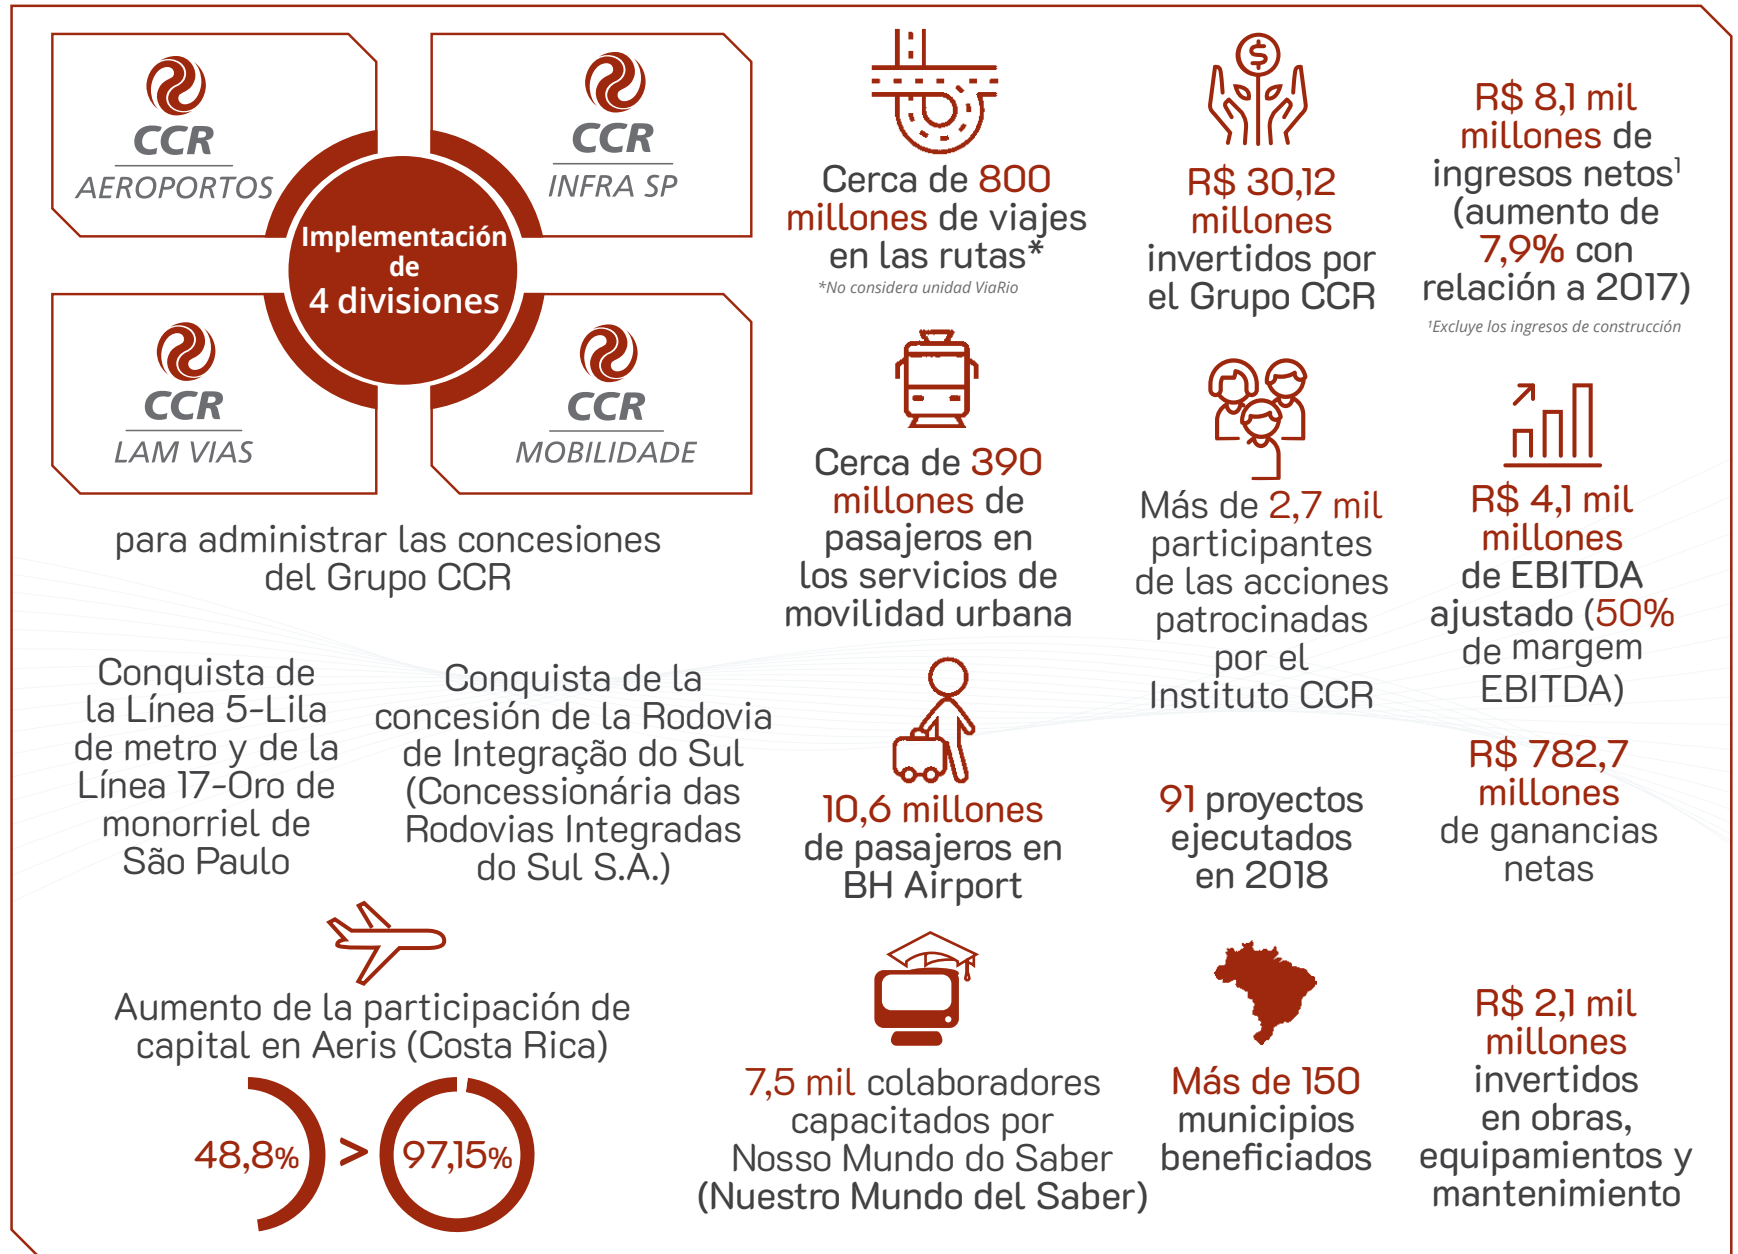 CCR
AEROPORTOS
CCR
INFRA SP
Implementación
de
4 divisiones
CCR
LAM VIAS
CCR
MOBILIDADE
para administrar las concesiones
del Grupo CCR
Conquista de
la Línea 5-Lila
de metro y de la
Línea 17-Oro de
monorriel de
São Paulo
Conquista de la
concesión de la Rodovia
de Integração do Sul
(Concessionária das
Rodovias Integradas
do Sul S.A.)
Aumento de la participación de
capital en Aeris (Costa Rica)
48,8% > 97,15%
Cerca de 800
millones de viajes
en las rutas*
*No considera unidad ViaRio
Cerca de 390
millones de
pasajeros en
los servicios de
movilidad urbana
10,6 millones
de pasajeros en
BH Airport
7,5 mil colaboradores
capacitados por
Nosso Mundo do Saber
(Nuestro Mundo del Saber)
R$ 30,12
millones
invertidos por
el Grupo CCR
Más de 2,7 mil
participantes
de las acciones
patrocinadas
por el
Instituto CCR
91 proyectos
ejecutados
en 2018
Más de 150
municipios
beneficiados
R$ 8,1 mil
millones de
ingresos netos¹
(aumento de
7,9% con
relación a 2017)
¹Excluye los ingresos de construcción
R$ 4,1 mil
millones
de EBITDA
ajustado (50%
de margem
EBITDA)
R$ 782,7
millones
de ganancias
netas
R$ 2,1 mil
millones
invertidos
en obras,
equipamientos y
mantenimiento